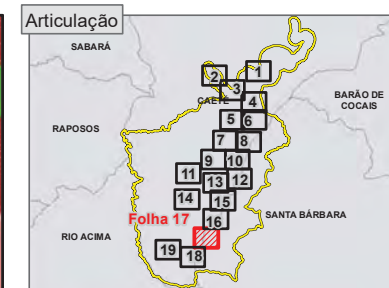 Articulação
SABARÁ
1
2
3
CAETÉ
4
BARÃO DE
COCAIS
5 6
RAPOSOS
7 8
9 10
11
13 12
14
15
Folha 17
16
SANTA BÁRBARA
RIO ACIMA
19
18